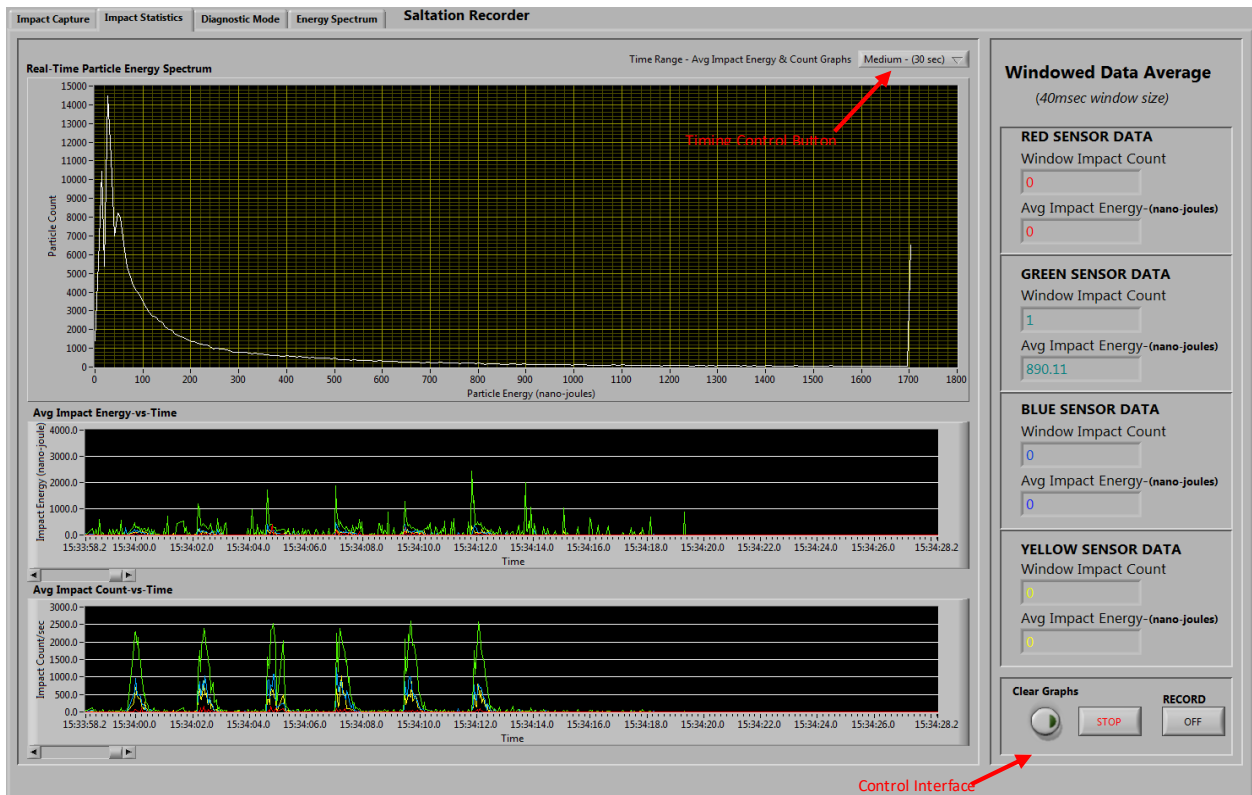 Impact Capture
Impact Statistics
Diagnostic Mode
Energy Spectrum
Saltation Recorder
Time Range - Avg Impact Energy & Count Graphs
Medium - (30 sec)
Real-Time Particle Energy Spectrum
Timing Control Button
Particle Count
15000
14000
13000
12000
11000
10000
9000
8000
7000
6000
5000
4000
3000
2000
1000
0
0 100 200 300 400 500 600 700 800 900 1000 1100 1200 1300 1400 1500 1600 1700 1800
Particle Energy (nano-joules)
Avg Impact Energy-vs-Time
Impact Energy (nano-joule)
4000.0
3000.0
2000.0
1000.0
0.0
15:33:58.2 15:34:00.0 15:34:02.0 15:34:04.0 15:34:06.0 15:34:08.0 15:34:10.0 15:34:12.0 15:34:14.0 15:34:16.0 15:34:18.0 15:34:20.0 15:34:22.0 15:34:24.0 15:34:26.0 15:34:28.2
Time
Avg Impact Count-vs-Time
Impact Count/sec
3000.0
2500.0
2000.0
1500.0
1000.0
500.0
0.0
15:33:58.2 15:34:00.0 15:34:02.0 15:34:04.0 15:34:06.0 15:34:08.0 15:34:10.0 15:34:12.0 15:34:14.0 15:34:16.0 15:34:18.0 15:34:20.0 15:34:22.0 15:34:24.0 15:34:26.0 15:34:28.2
Time
Windowed Data Average
(40msec window size)
RED SENSOR DATA
Window Impact Count
0
Avg Impact Energy-(nano-joules)
0
GREEN SENSOR DATA
Window Impact Count
1
Avg Impact Energy-(nano-joules)
890.11
BLUE SENSOR DATA
Window Impact Count
0
Avg Impact Energy-(nano-joules)
0
YELLOW SENSOR DATA
Window Impact Count
0
Avg Impact Energy-(nano-joules)
0
Clear Graphs
STOP
RECORD
OFF
Control Interface